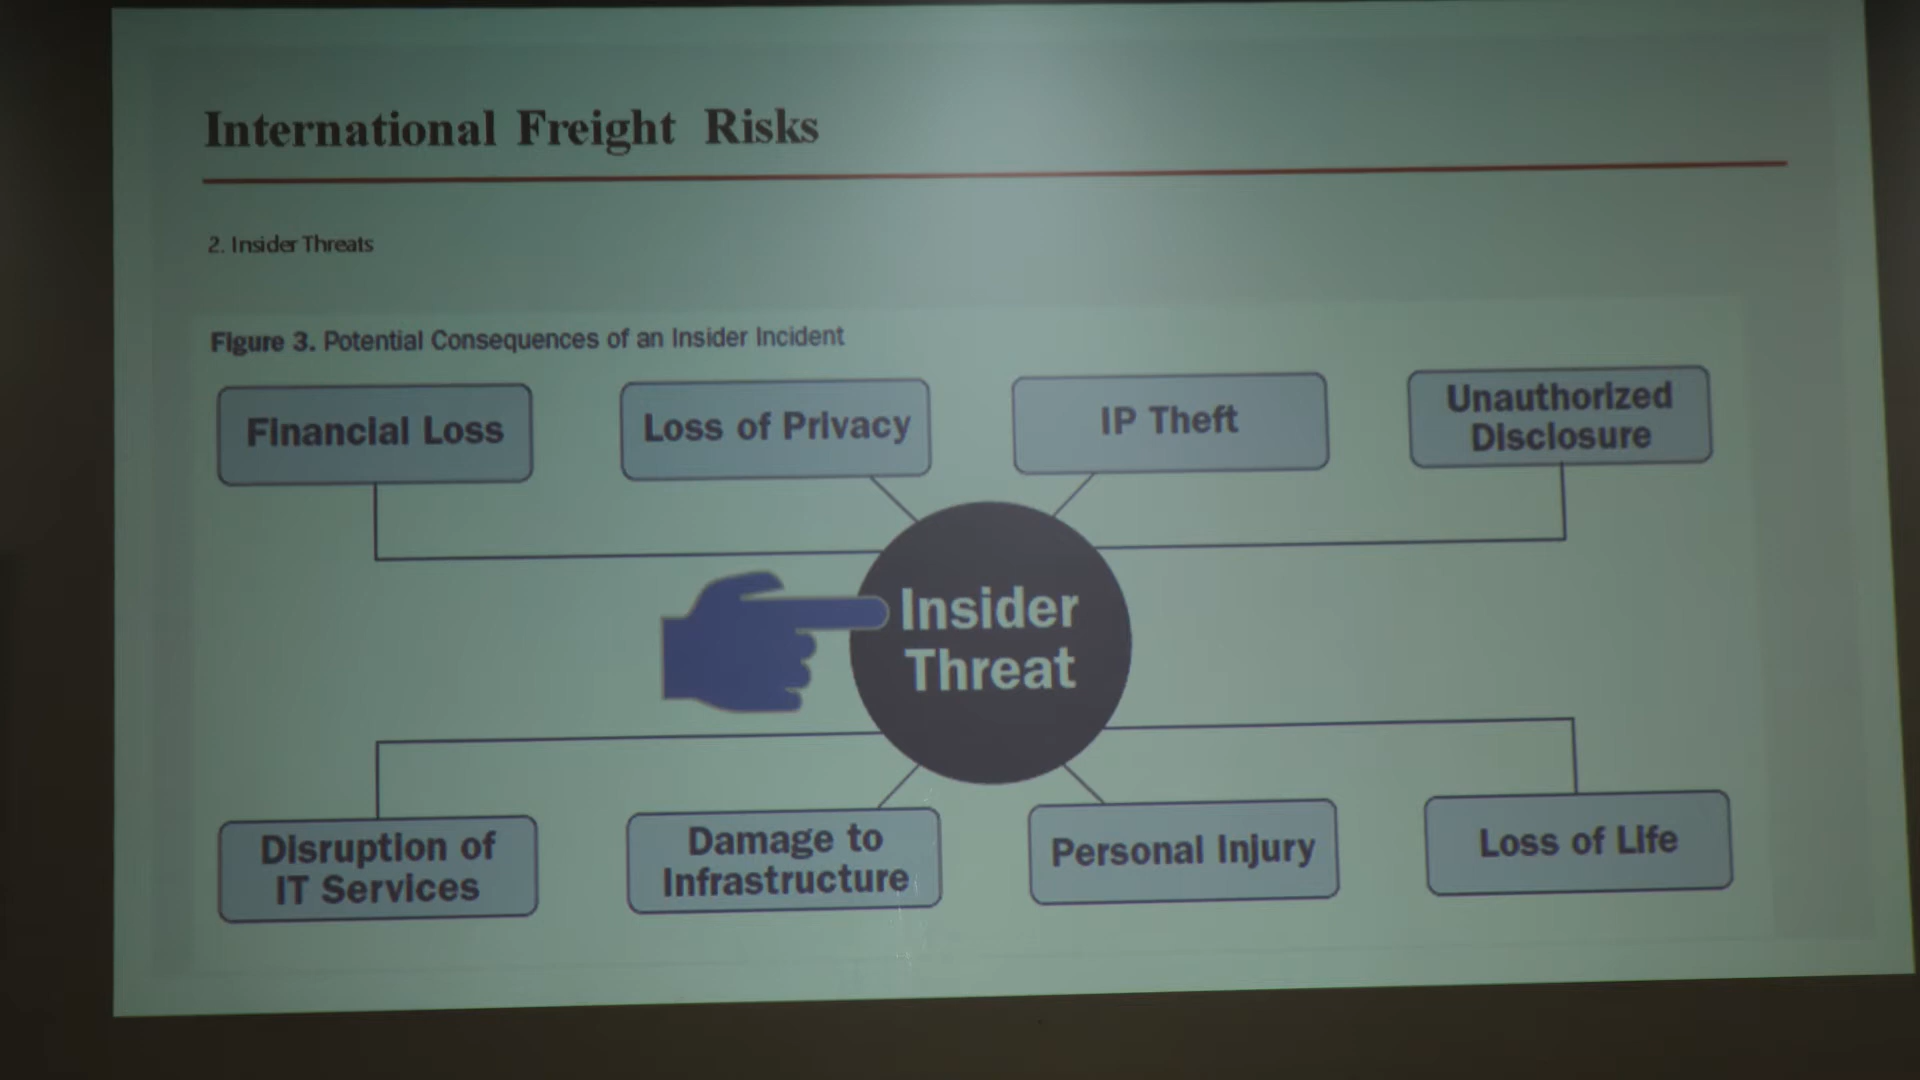 International Freight Risks
2. Insider Threats
Figure 3. Potential Consequences of an Insider Incident
Financial Loss
Loss of Privacy
IP Theft
Unauthorized
Disclosure
Insider
Threat
Disruption of
IT Services
Damage to
Infrastructure
Personal Injury
Loss of Life